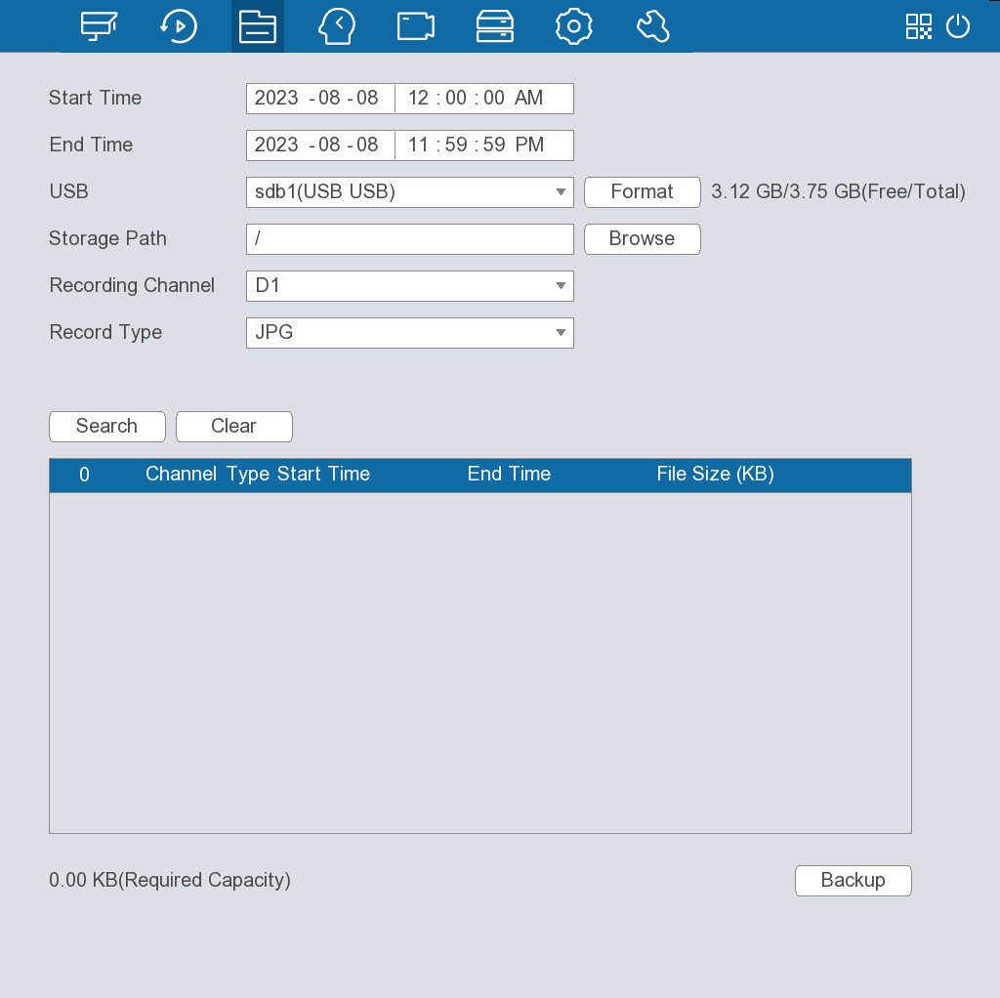 Start Time 2023 -08 -08 12 : 00 : 00 AM
End Time 2023 -08 -08 11 : 59 : 59 PM
USB sdb1(USB USB) Format 3.12 GB/3.75 GB(Free/Total)
Storage Path / Browse
Recording Channel D1
Record Type JPG
Search Clear
0 Channel Type Start Time End Time File Size (KB)
0.00 KB(Required Capacity) Backup